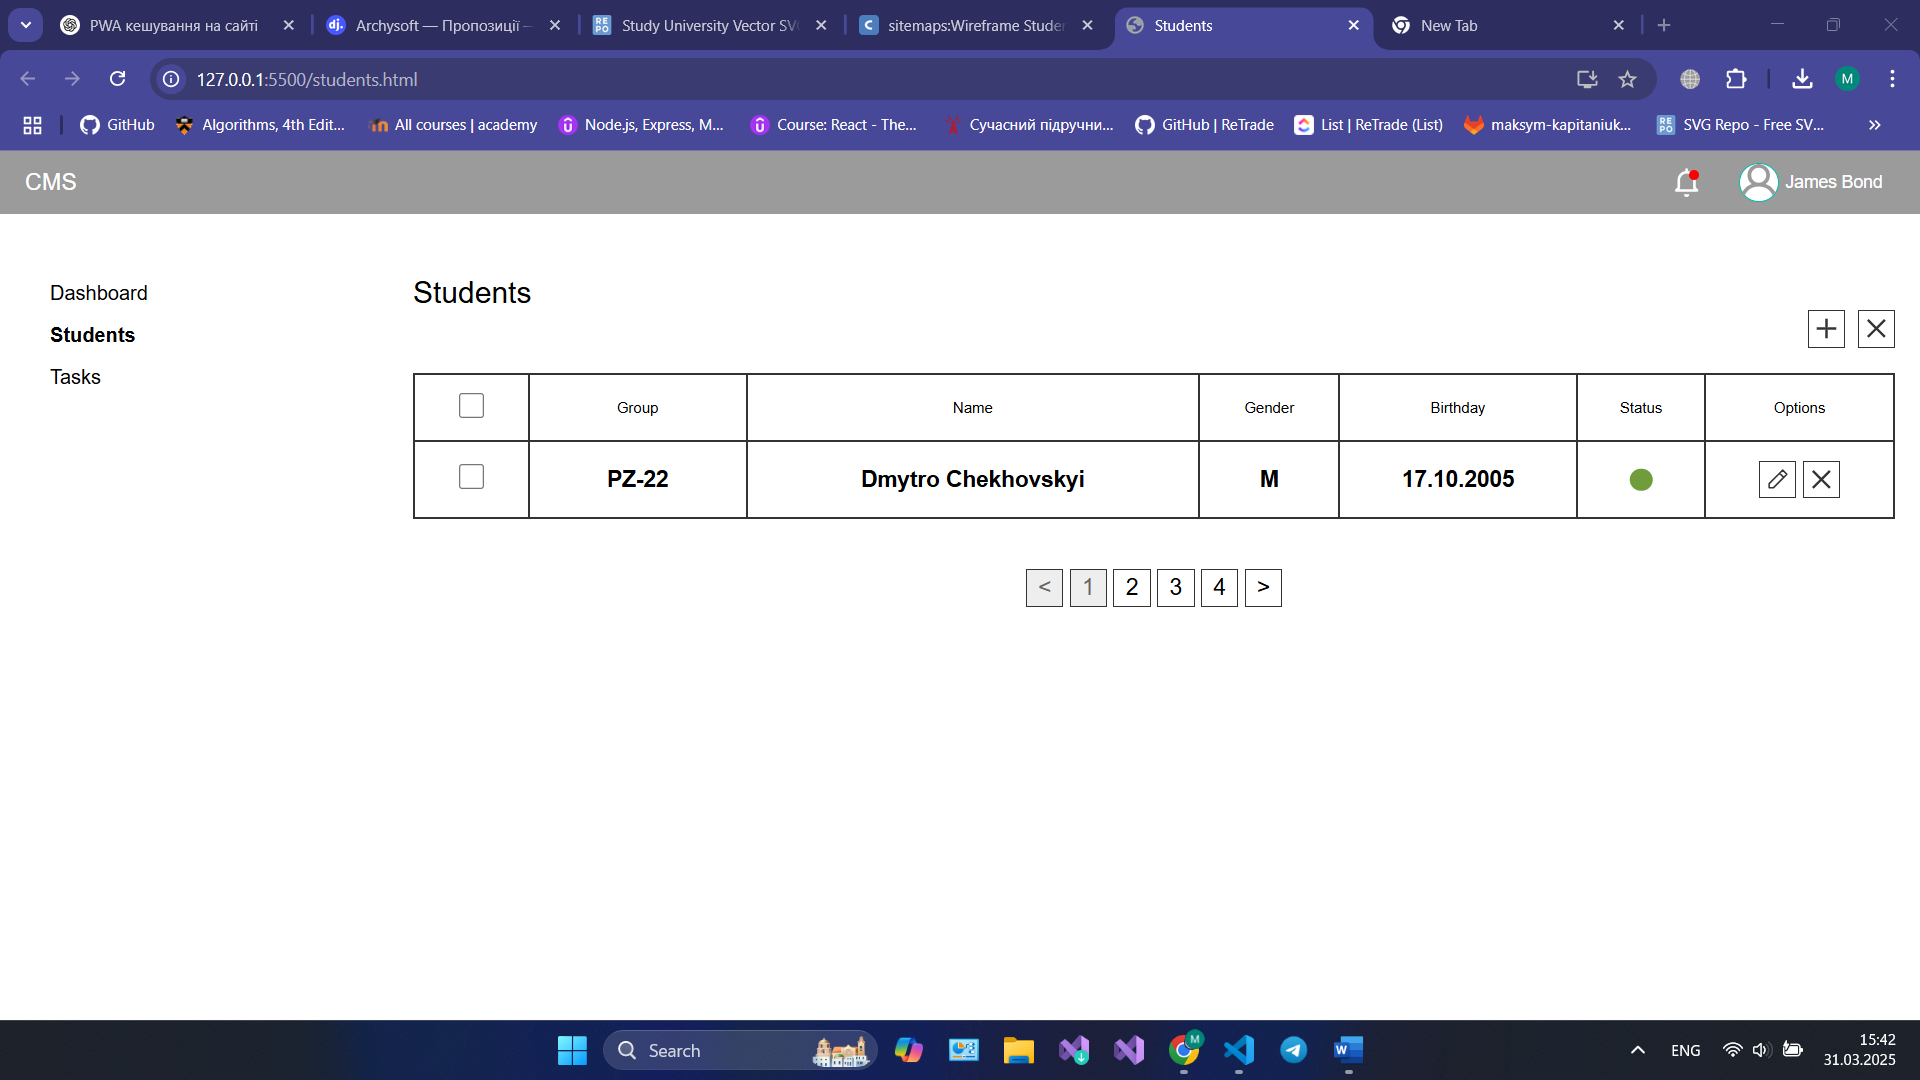 PWA кешування на сайті
Archysoft — Пропозиції –
Study University Vector SV
sitemaps:Wireframe Studer
Students
New Tab
127.0.0.1:5500/students.html
M
GitHub
Algorithms, 4th Edit...
All courses | academy
Node.js, Express, M...
Course: React - The...
Сучасний підручни...
GitHub | ReTrade
List | ReTrade (List)
maksym-kapitaniuk...
SVG Repo - Free SV...
CMS
James Bond
Dashboard
Students
Tasks
Students
Group Name Gender Birthday Status Options
PZ-22 Dmytro Chekhovskyi M 17.10.2005
< 1 2 3 4 >
Search
M
ENG
15:42
31.03.2025